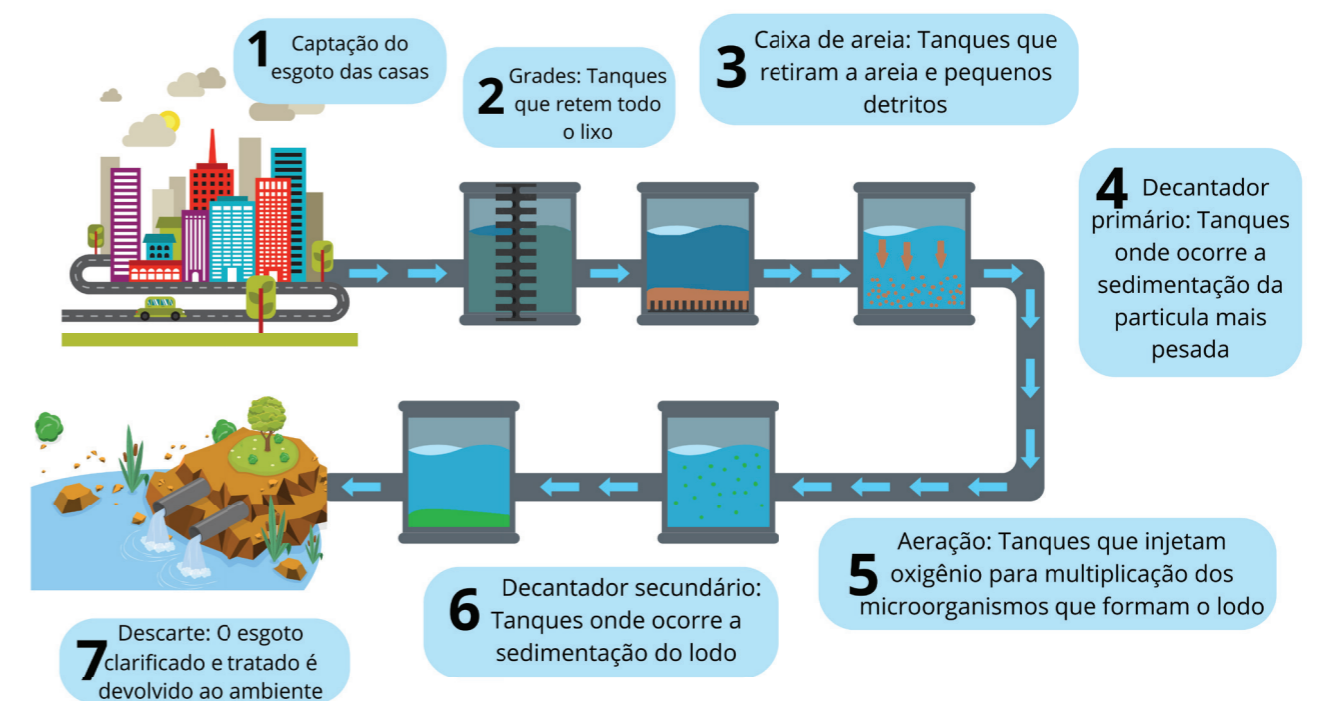 1 Captação do
esgoto das casas
2 Grades: Tanques
que retem todo
o lixo
3 Caixa de areia: Tanques que
retiram a areia e pequenos
detritos
4 Decantador
primário: Tanques
onde ocorre a
sedimentação da
particula mais
pesada
5 Aeração: Tanques que injetam
oxigênio para multiplicação dos
microorganismos que formam o lodo
6 Decantador secundário:
Tanques onde ocorre a
sedimentação do lodo
7 Descarte: O esgoto
clarificado e tratado é
devolvido ao ambiente